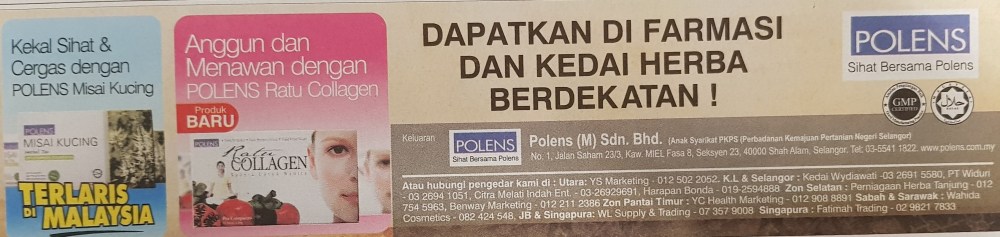 Kekal Sihat &
Cergas dengan
POLENS Misai Kucing
POLENS
MISAI KUCING
TERLARIS
DI MALAYSIA
Anggun dan
Menawan dengan
POLENS Ratu Collagen
Produk
BARU
POLENS
Ratu
COLLAGEN
DAPATKAN DI FARMASI
DAN KEDAI HERBA
BERDEKATAN !
POLENS
Sihat Bersama Polens
GMP
CERTIFIED
حلال
Keluaran
POLENS
Sihat Bersama Polens
Polens (M) Sdn. Bhd. (Anak Syarikat PKPS (Perbadanan Kemajuan Pertanian Negeri Selangor)
No. 1, Jalan Saham 23/3, Kaw. MIEL Fasa 8, Seksyen 23, 40000 Shah Alam, Selangor. Tel: 03-5541 1822. www.polens.com.my
Atau hubungi pengedar kami di : Utara: YS Marketing - 012 502 2052. K.L & Selangor : Kedai Wydiawati -03 2691 5580, PT Widuri
- 03 2694 1051, Citra Melati Indah Ent. - 03-26929691, Harapan Bonda - 019-2594888 Zon Selatan : Perniagaan Herba Tanjung - 012
754 5963, Benway Marketing - 012 211 2386 Zon Pantai Timur : YC Health Marketing - 012 908 8891 Sabah & Sarawak : Wahida
Cosmetics - 082 424 548, JB & Singapura: WL Supply & Trading - 07 357 9008 Singapura : Fatimah Trading - 02 9821 7833